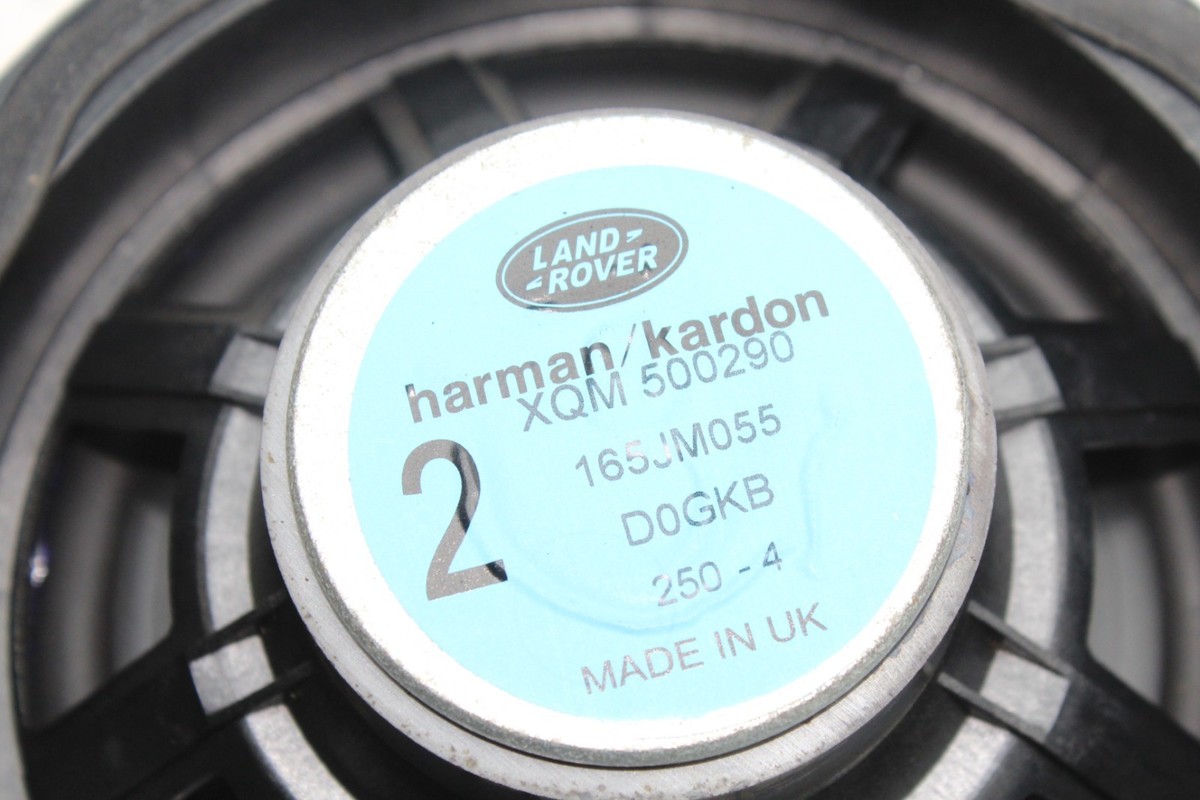 LAND
ROVER
harman/kardon
XQM 500290
2
165JM055
D0GKB
250 - 4
MADE IN UK